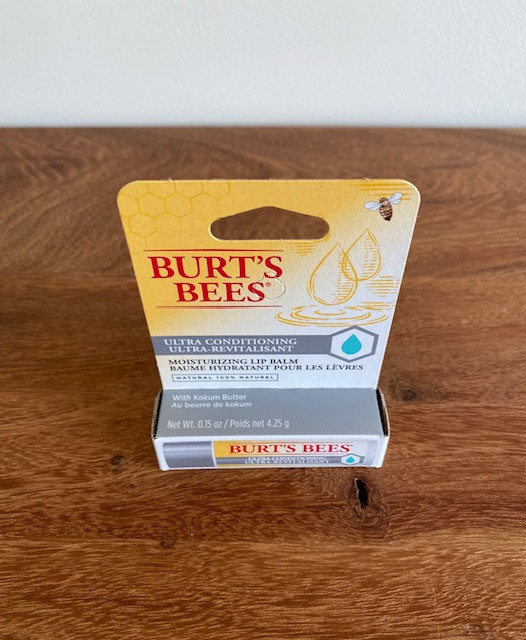 BURT'S
BEES®
ULTRA CONDITIONING
ULTRA-REVITALISANT
MOISTURIZING LIP BALM
BAUME HYDRATANT POUR LES LÈVRES
NATURAL 100% NATUREL
With Kokum Butter
Au beurre de kokum
Net Wt. 0.15 oz / Poids net 4.25 g
BURT'S BEES
ULTRA CONDITIONING
ULTRA-REVITALISANT